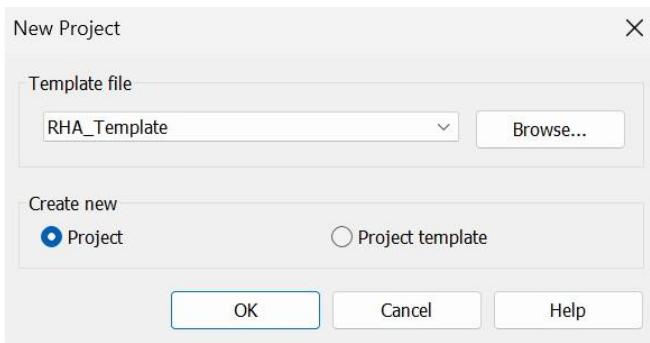 New Project
Template file
RHA_Template
Browse...
Create new
Project
Project template
OK
Cancel
Help